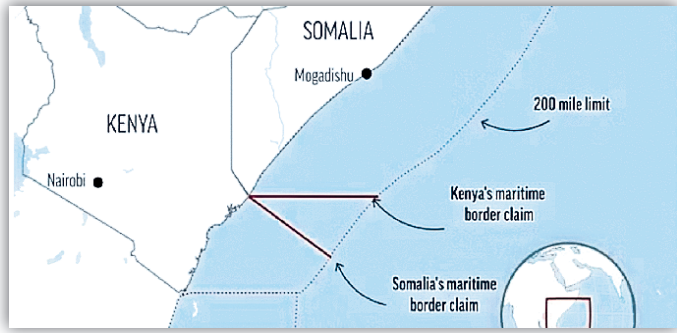 SOMALIA
Mogadishu
KENYA
200 mile limit
Nairobi
Kenya's maritime
border claim
Somalia's maritime
border claim